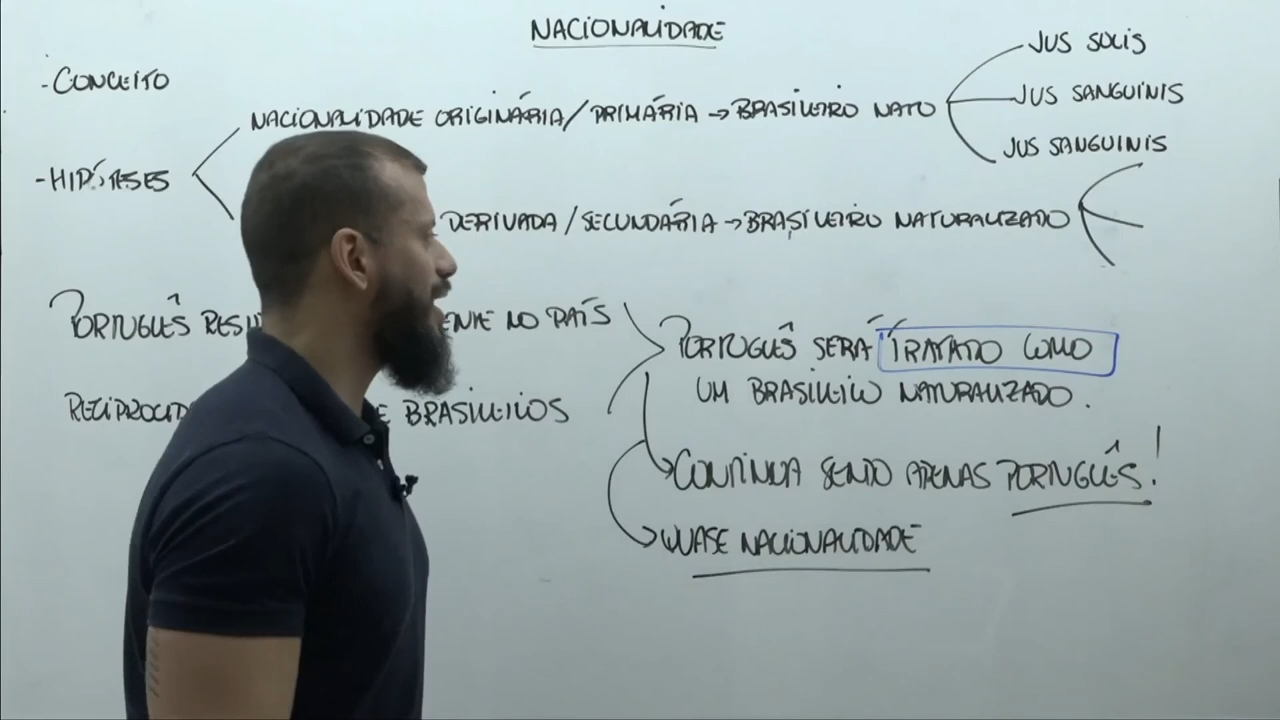 NACIONALIDADE
-CONCEITO
NACIONALIDADE ORIGINÁRIA/PRIMÁRIA → BRASILEIRO NATO
JUS SOLIS
JUS SANGUINIS
JUS SANGUINIS
-HIPÓTESES
DERIVADA/SECUNDÁRIA → BRASILEIRO NATURALIZADO
PORTUGUÊS NO PAÍS
PORTUGUÊS SERÁ TRATADO COMO
UM BRASILEIRO NATURALIZADO.
BRASILEIROS
CONTINUA SENDO APENAS PORTUGUÊS!
QUASE NACIONALIDADE